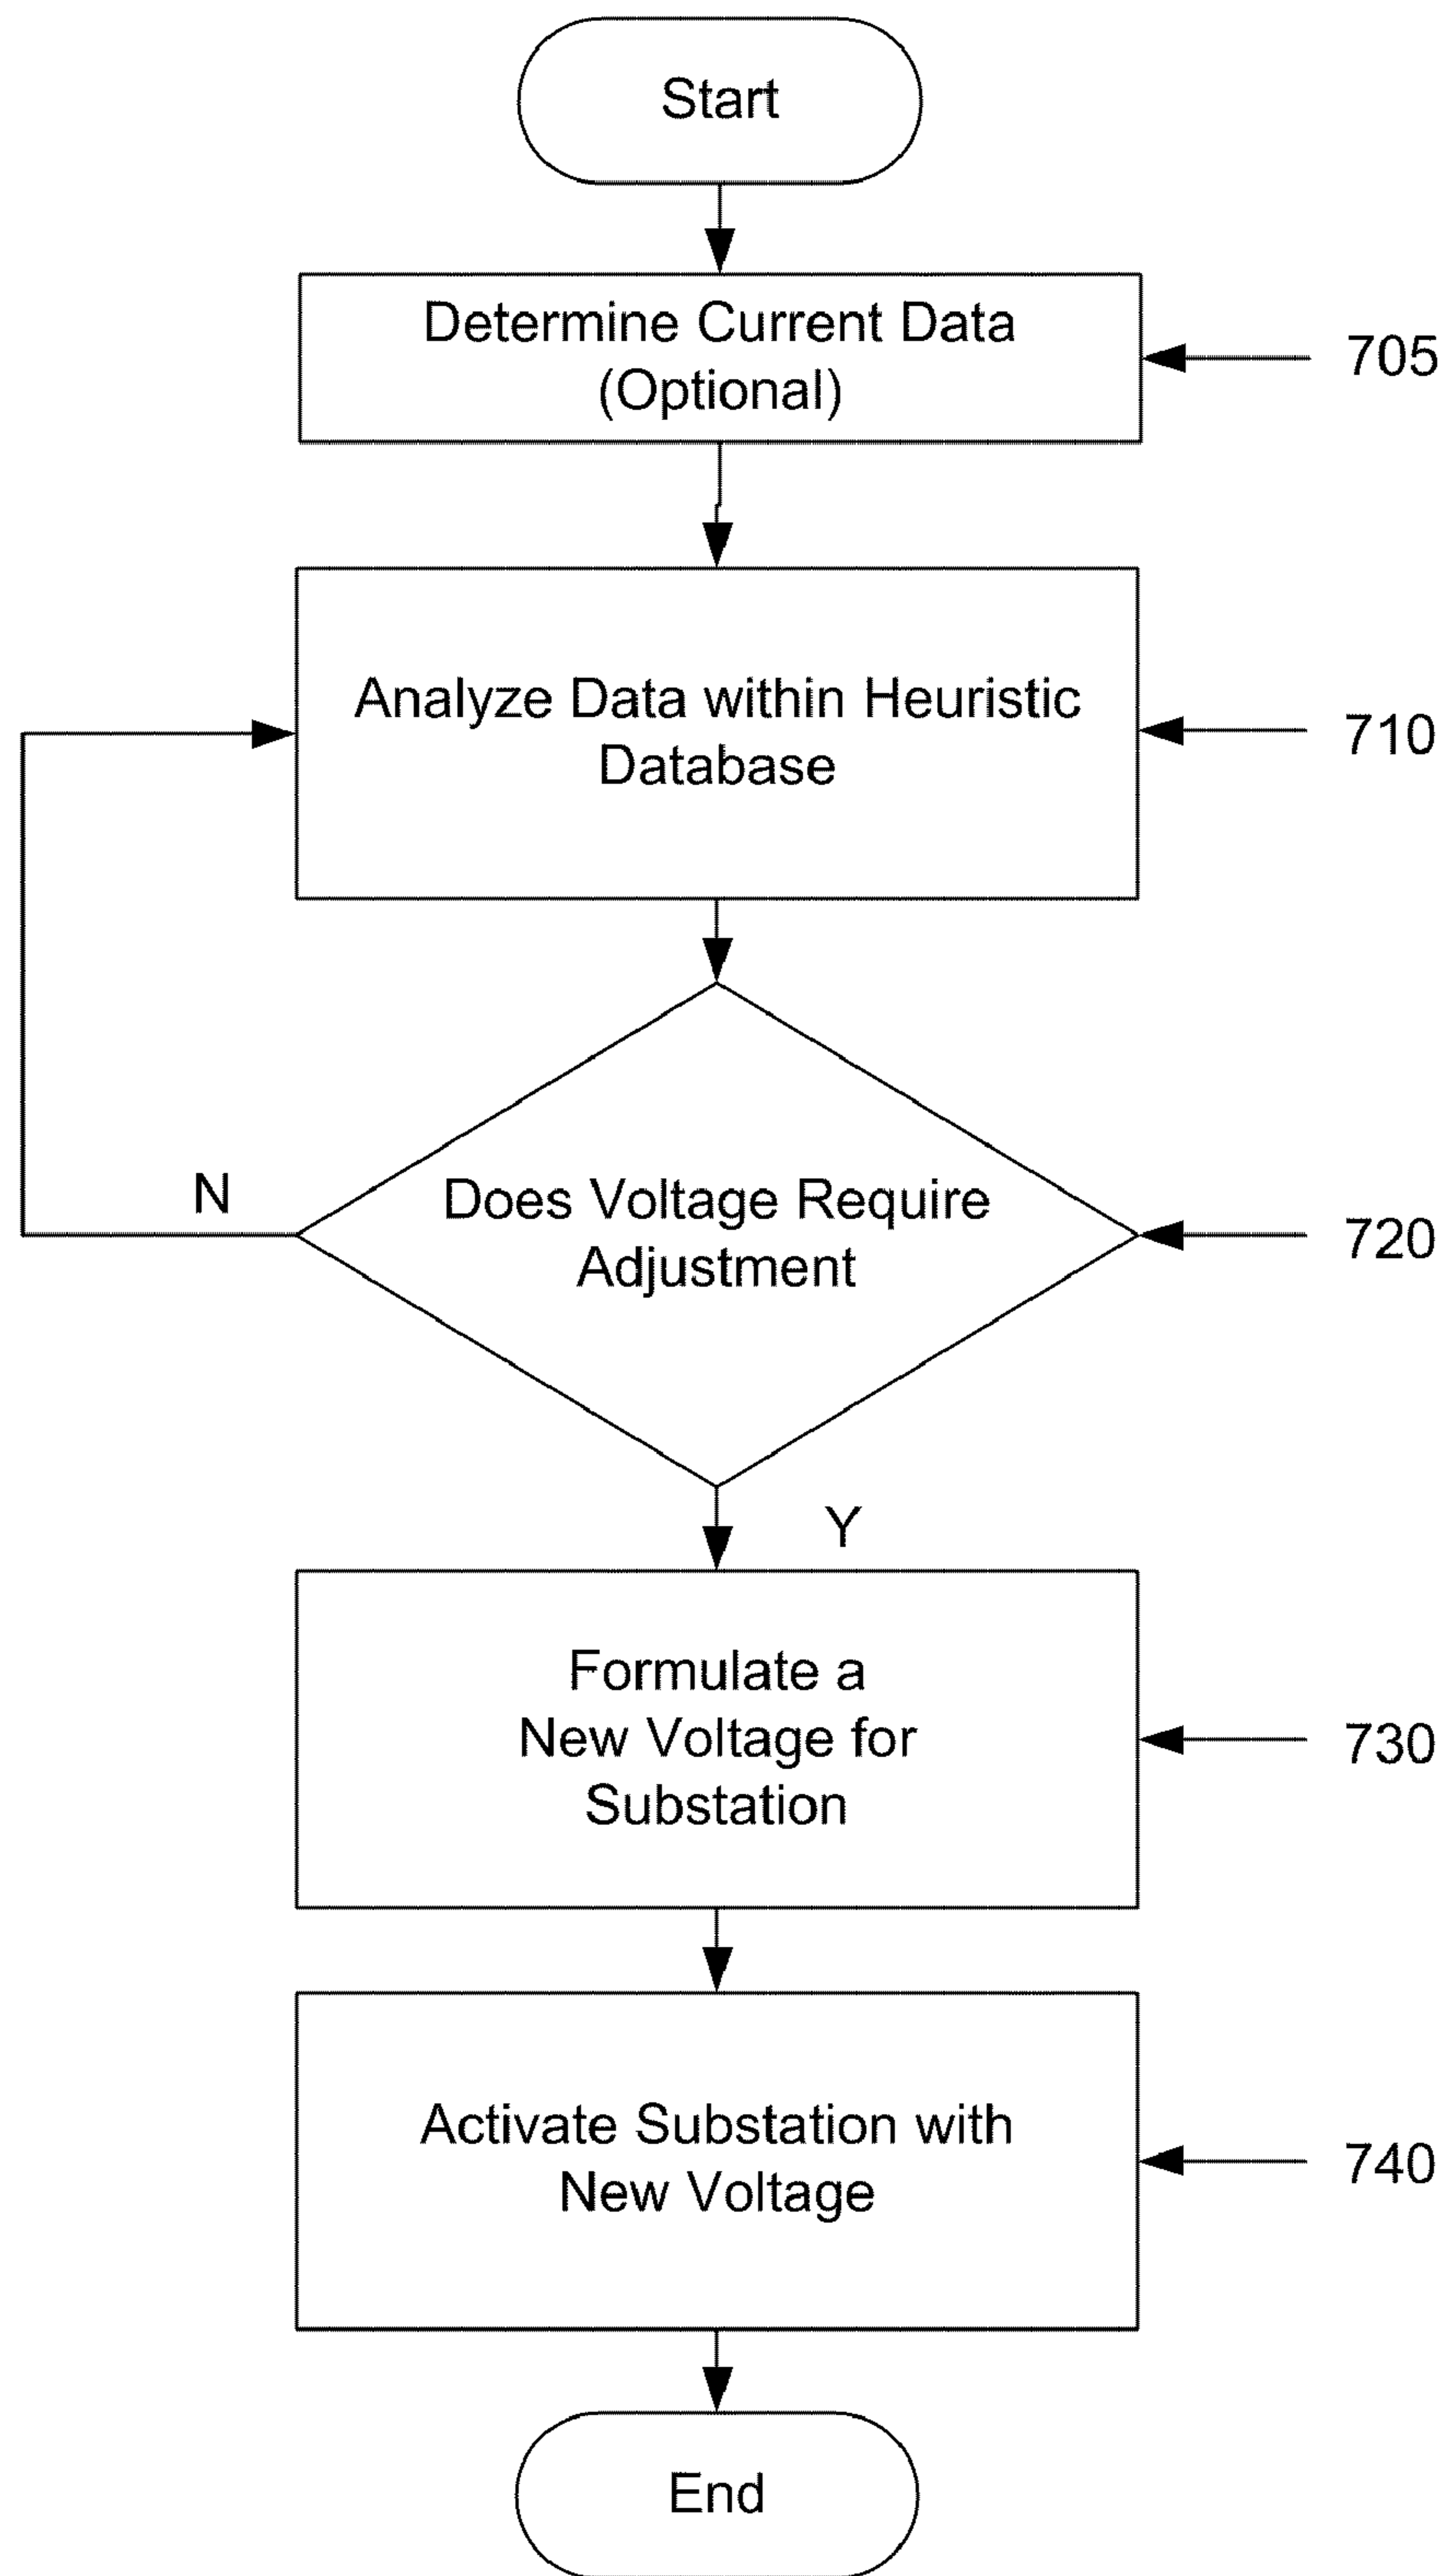 Start
Determine Current Data
(Optional)
705
Analyze Data within Heuristic
Database
710
N
Does Voltage Require
Adjustment
720
Y
Formulate a
New Voltage for
Substation
730
Activate Substation with
New Voltage
740
End